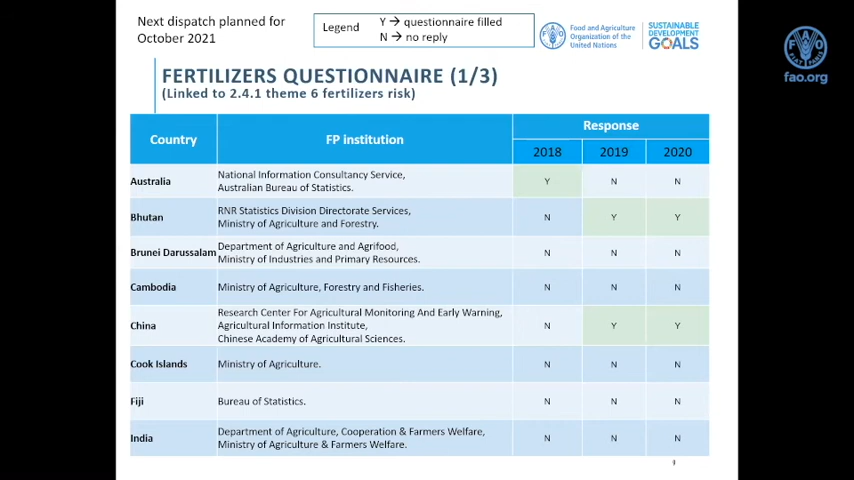 Next dispatch planned for
October 2021
Legend
Y → questionnaire filled
N → no reply
Food and Agriculture
Organization of the
United Nations
SUSTAINABLE
DEVELOPMENT
GOALS
fao.org
FERTILIZERS QUESTIONNAIRE (1/3)
(Linked to 2.4.1 theme 6 fertilizers risk)
Country FP institution Response
2018 2019 2020
Australia National Information Consultancy Service,
Australian Bureau of Statistics. Y N N
Bhutan RNR Statistics Division Directorate Services,
Ministry of Agriculture and Forestry. N Y Y
Brunei Darussalam Department of Agriculture and Agrifood,
Ministry of Industries and Primary Resources. N N N
Cambodia Ministry of Agriculture, Forestry and Fisheries. N N N
China Research Center For Agricultural Monitoring And Early Warning,
Agricultural Information Institute,
Chinese Academy of Agricultural Sciences. N Y Y
Cook Islands Ministry of Agriculture. N N N
Fiji Bureau of Statistics. N N N
India Department of Agriculture, Cooperation & Farmers Welfare,
Ministry of Agriculture & Farmers Welfare. N N N
9